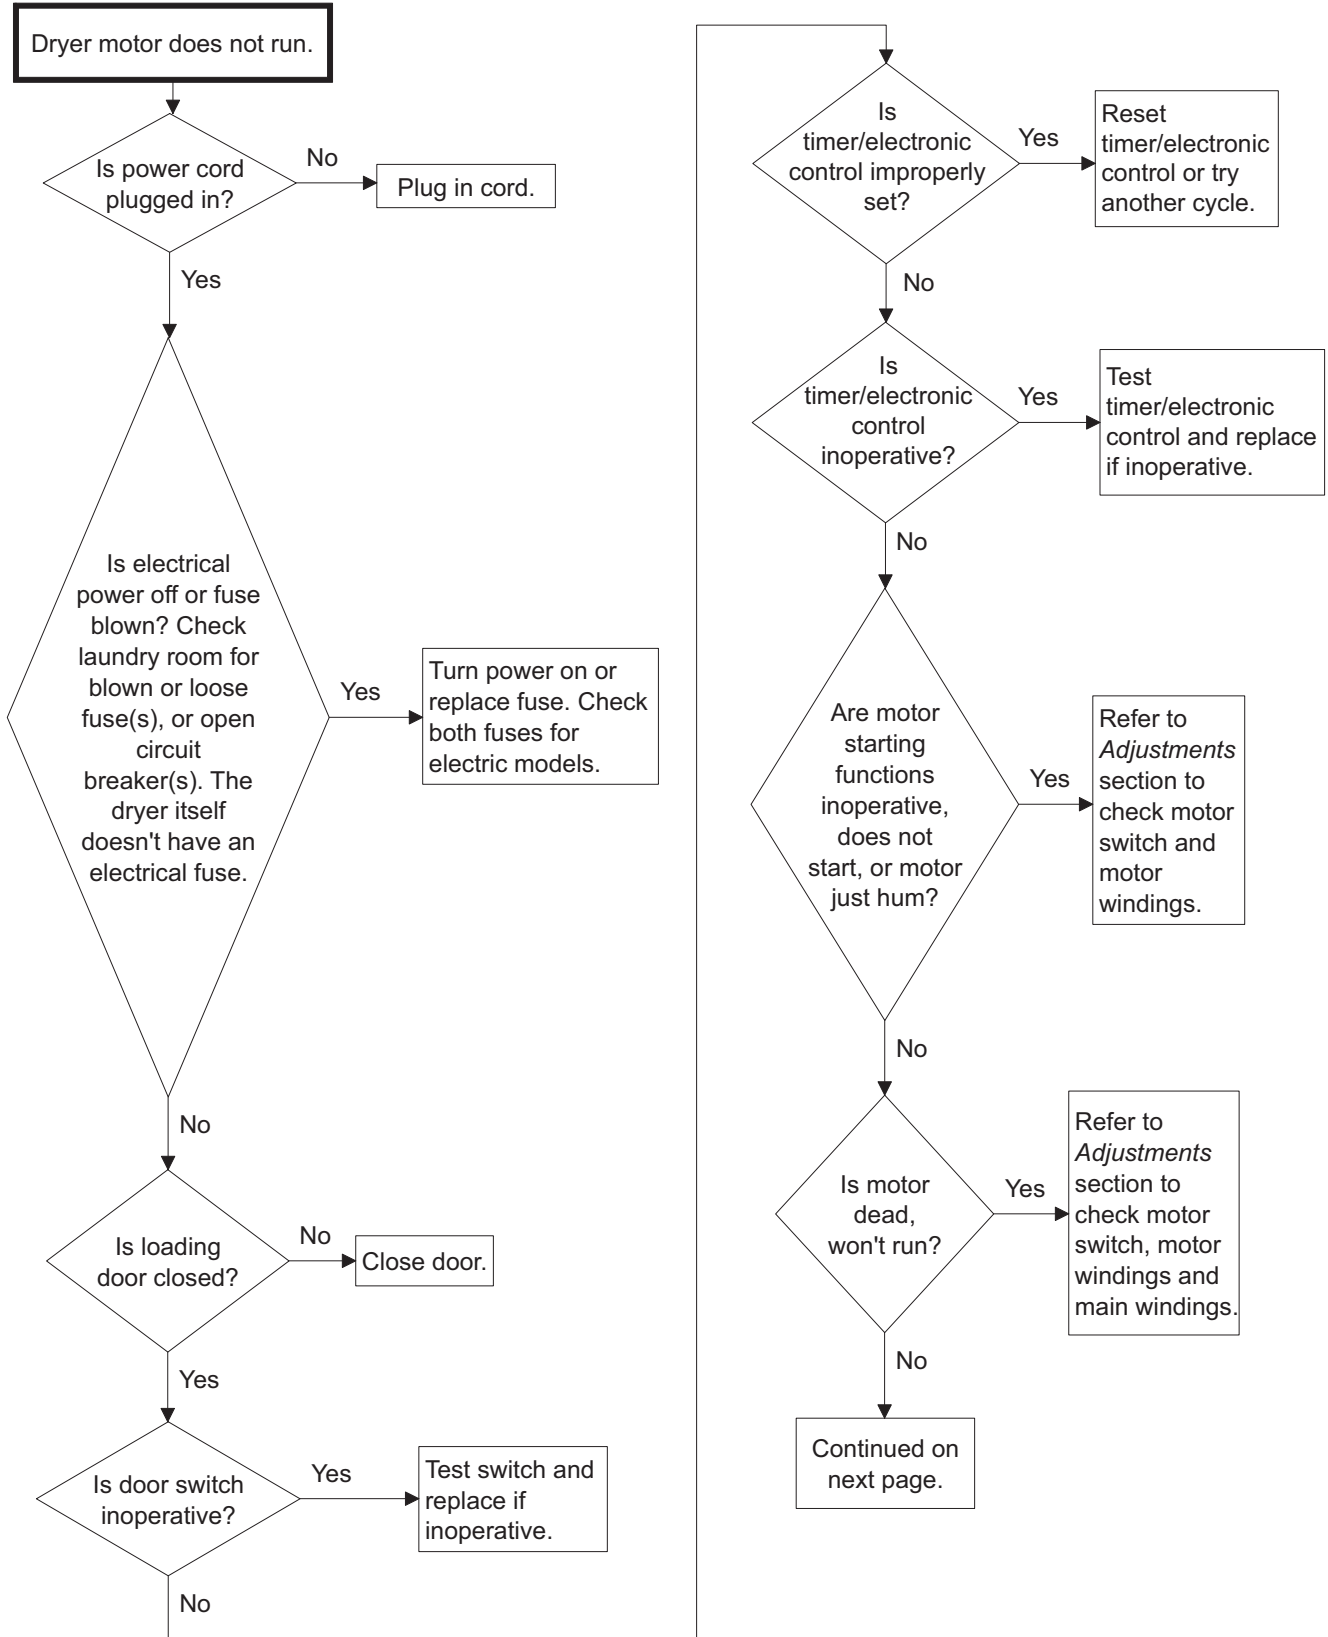 Dryer motor does not run.
Is power cord
plugged in?
No
Plug in cord.
Yes
Is electrical
power off or fuse
blown? Check
laundry room for
blown or loose
fuse(s), or open
circuit
breaker(s). The
dryer itself
doesn't have an
electrical fuse.
Yes
Turn power on or
replace fuse. Check
both fuses for
electric models.
No
Is loading
door closed?
No
Close door.
Yes
Is door switch
inoperative?
Yes
Test switch and
replace if
inoperative.
No
Is
timer/electronic
control improperly
set?
Yes
Reset
timer/electronic
control or try
another cycle.
No
Is
timer/electronic
control
inoperative?
Yes
Test
timer/electronic
control and replace
if inoperative.
No
Are motor
starting
functions
inoperative,
does not
start, or motor
just hum?
Yes
Refer to
Adjustments
section to
check motor
switch and
motor
windings.
No
Is motor
dead,
won't run?
Yes
Refer to
Adjustments
section to
check motor
switch, motor
windings and
main windings.
No
Continued on
next page.